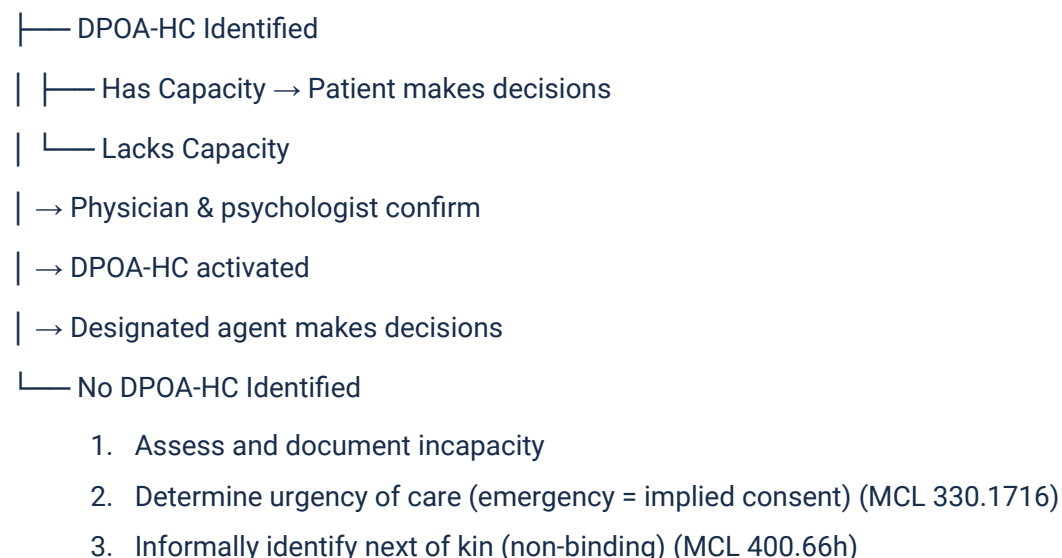 ├── DPOA-HC Identified
│ ├── Has Capacity → Patient makes decisions
│ └── Lacks Capacity
│ → Physician & psychologist confirm
│ → DPOA-HC activated
│ → Designated agent makes decisions
└── No DPOA-HC Identified
1. Assess and document incapacity
2. Determine urgency of care (emergency = implied consent) (MCL 330.1716)
3. Informally identify next of kin (non-binding) (MCL 400.66h)